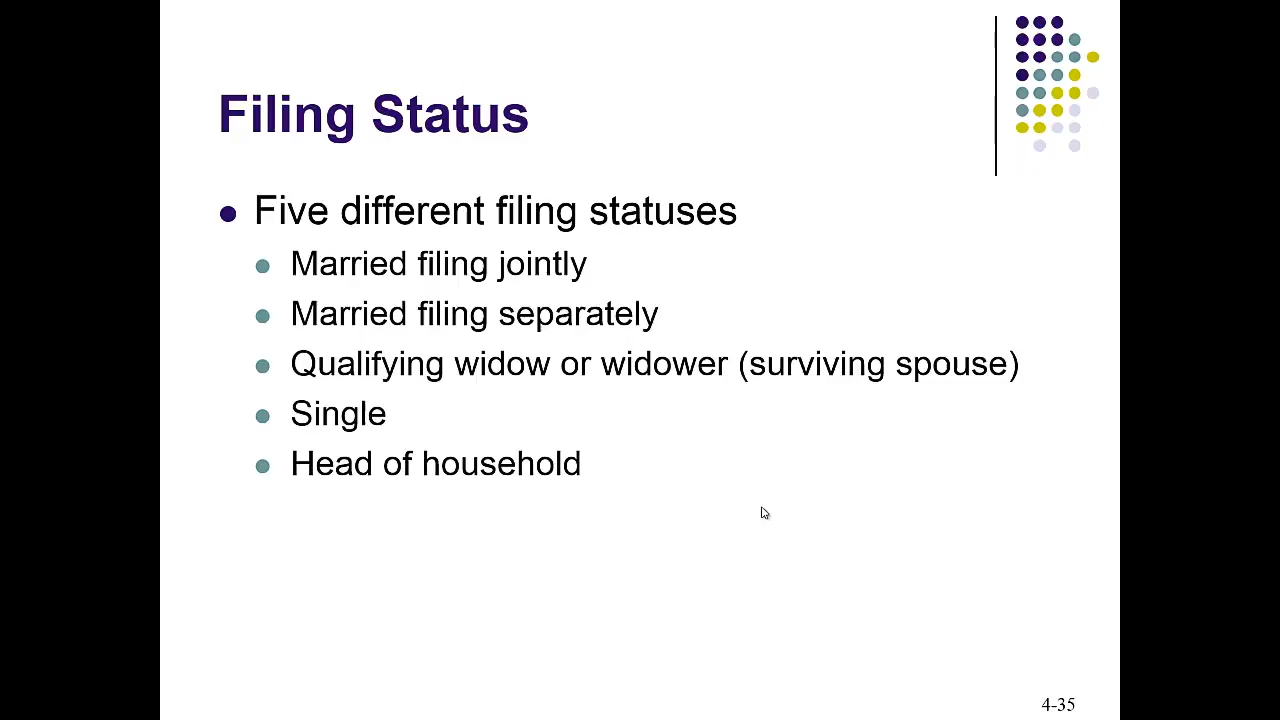 Filing Status
Five different filing statuses
Married filing jointly
Married filing separately
Qualifying widow or widower (surviving spouse)
Single
Head of household
4-35